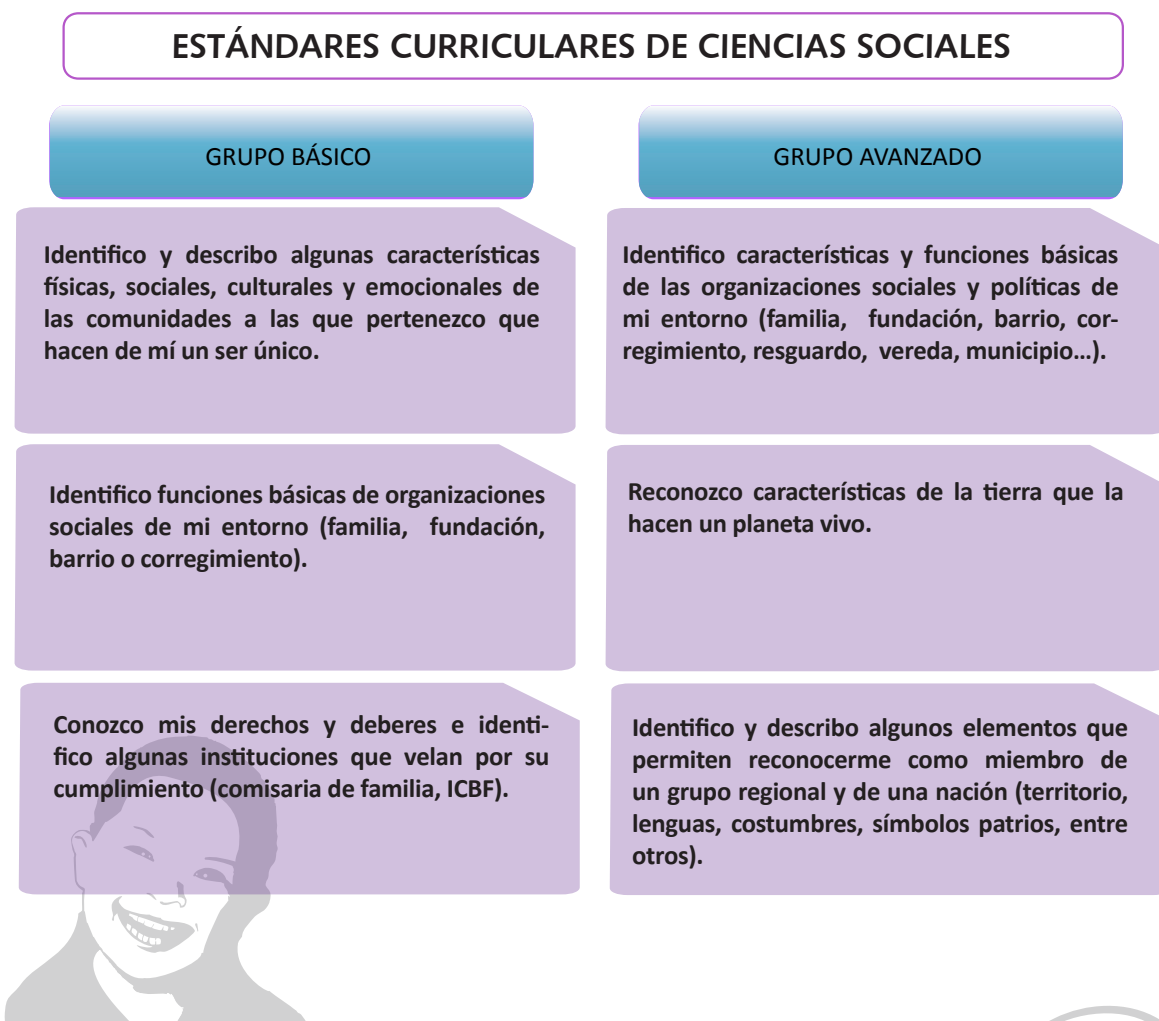 ESTÁNDARES CURRICULARES DE CIENCIAS SOCIALES
GRUPO BÁSICO
Identifico y describo algunas características
físicas, sociales, culturales y emocionales de
las comunidades a las que pertenezco que
hacen de mí un ser único.
Identifico funciones básicas de organizaciones
sociales de mi entorno (familia, fundación,
barrio o corregimiento).
Conozco mis derechos y deberes e identi-
fico algunas instituciones que velan por su
cumplimiento (comisaria de familia, ICBF).
GRUPO AVANZADO
Identifico características y funciones básicas
de las organizaciones sociales y políticas de
mi entorno (familia, fundación, barrio, cor-
regimiento, resguardo, vereda, municipio...).
Reconozco características de la tierra que la
hacen un planeta vivo.
Identifico y describo algunos elementos que
permiten reconocerme como miembro de
un grupo regional y de una nación (territorio,
lenguas, costumbres, símbolos patrios, entre
otros).